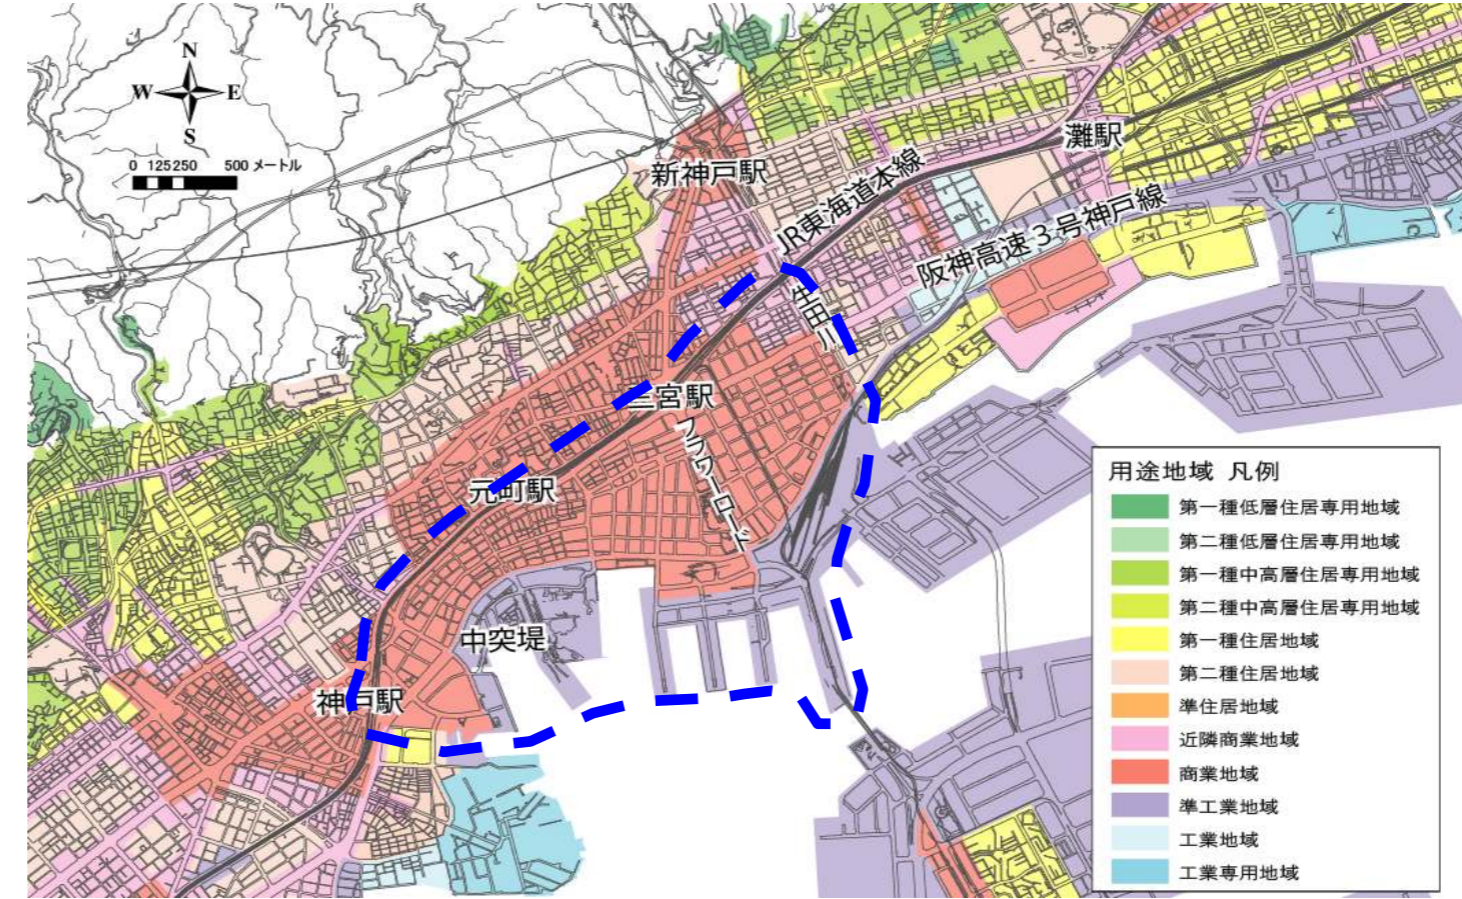 N
W E
S
0 125250 500 メートル
新神戸駅
灘駅
JR東海道本線
阪神高速3号神戸線
生田川
三宮駅
フラワーロード
元町駅
中突堤
神戸駅
用途地域 凡例
第一種低層住居専用地域
第二種低層住居専用地域
第一種中高層住居専用地域
第二種中高層住居専用地域
第一種住居地域
第二種住居地域
準住居地域
近隣商業地域
商業地域
準工業地域
工業地域
工業専用地域